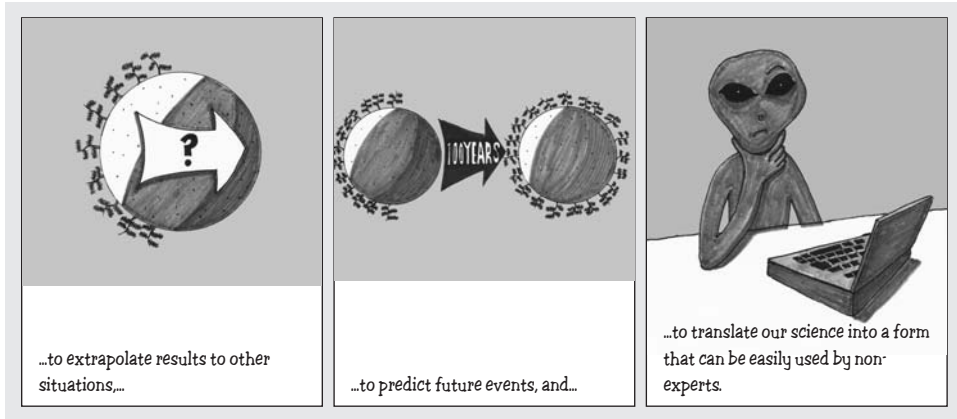 ?
...to extrapolate results to other
situations,...
100YEARS
...to predict future events, and...
...to translate our science into a form
that can be easily used by non-
experts.